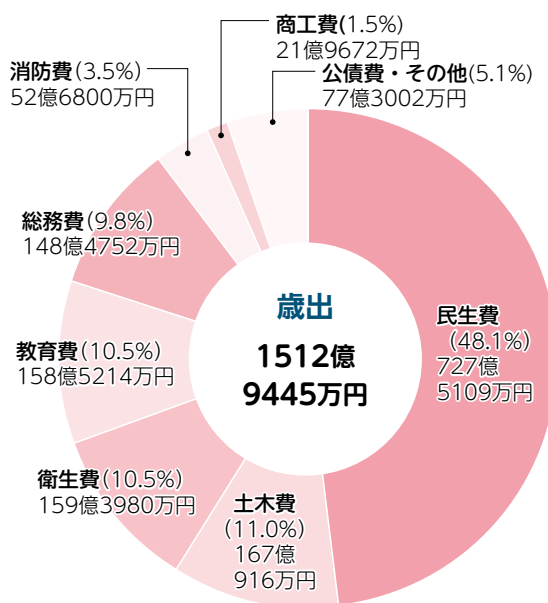 商工費(1.5%)
21億9672万円
公債費・その他(5.1%)
77億3002万円
消防費(3.5%)
52億6800万円
総務費(9.8%)
148億4752万円
教育費(10.5%)
158億5214万円
衛生費(10.5%)
159億3980万円
土木費
(11.0%)
167億
916万円
民生費
(48.1%)
727億
5109万円
歳出
1512億
9445万円